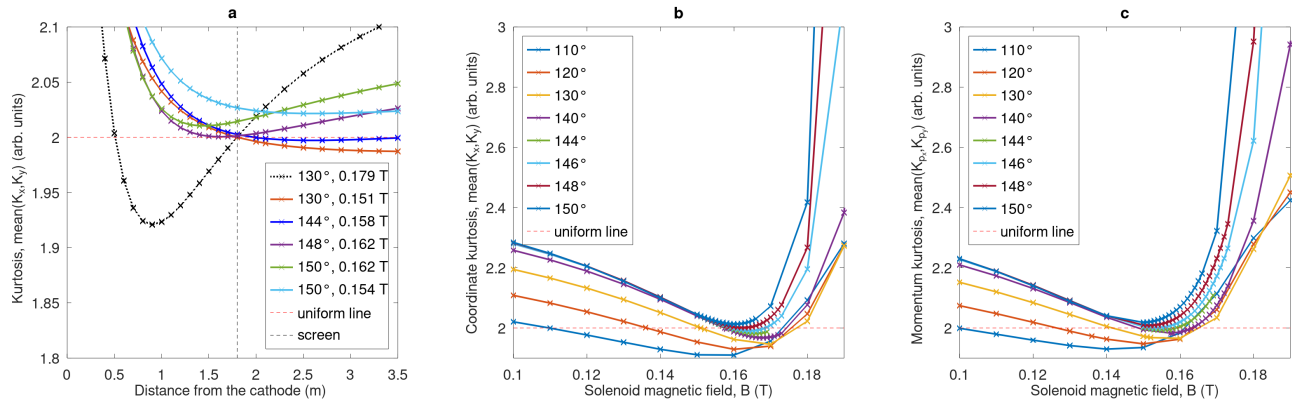 a
Kurtosis, mean(Kx,Ky) (arb. units)
2.1
2.05
2
1.95
1.9
1.85
1.8
0
0.5
1
1.5
2
2.5
3
3.5
Distance from the cathode (m)
130°, 0.179 T
130°, 0.151 T
144°, 0.158 T
148°, 0.162 T
150°, 0.162 T
150°, 0.154 T
uniform line
screen
b
Coordinate kurtosis, mean(Kx,Ky) (arb. units)
3
2.8
2.6
2.4
2.2
2
0.1
0.12
0.14
0.16
0.18
Solenoid magnetic field, B (T)
110°
120°
130°
140°
144°
146°
148°
150°
uniform line
c
Momentum kurtosis, mean(Kpx,Kpy) (arb. units)
3
2.8
2.6
2.4
2.2
2
0.1
0.12
0.14
0.16
0.18
Solenoid magnetic field, B (T)
110°
120°
130°
140°
144°
146°
148°
150°
uniform line